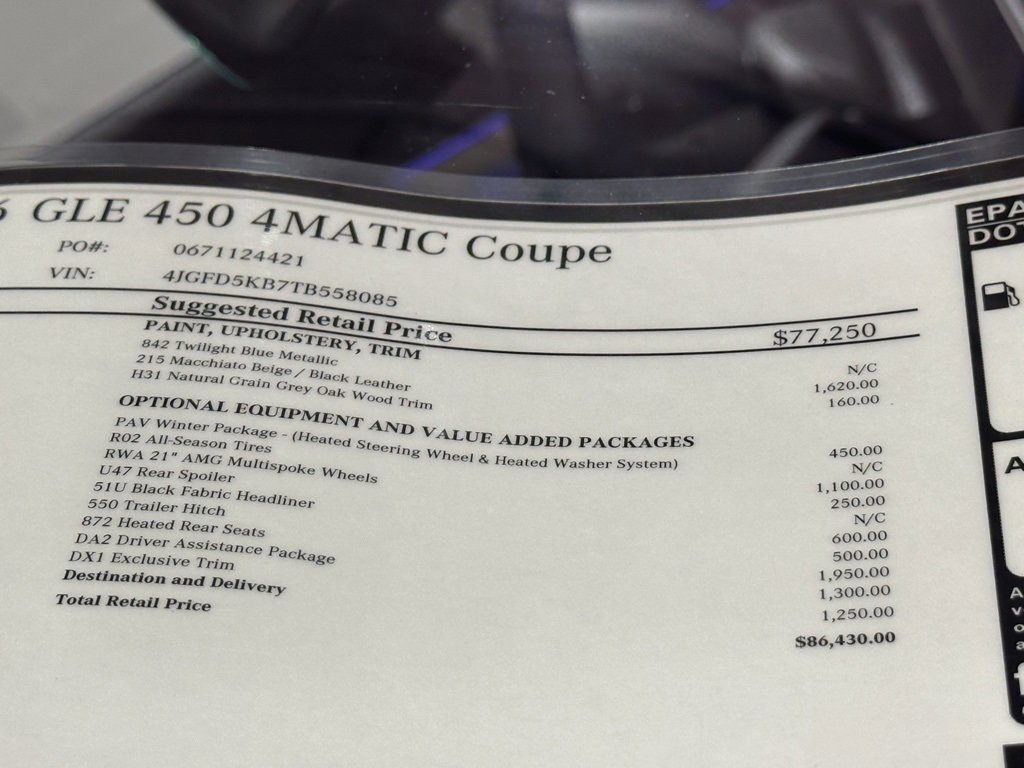 6 GLE 450 4MATIC Coupe
PO#: 0671124421
VIN: 4JGFD5KB7TB558085
Suggested Retail Price $77,250
PAINT, UPHOLSTERY, TRIM
842 Twilight Blue Metallic N/C
215 Macchiato Beige / Black Leather 1,620.00
H31 Natural Grain Grey Oak Wood Trim 160.00
OPTIONAL EQUIPMENT AND VALUE ADDED PACKAGES
PAV Winter Package - (Heated Steering Wheel & Heated Washer System) 450.00
R02 All-Season Tires N/C
RWA 21" AMG Multispoke Wheels 1,100.00
U47 Rear Spoiler 250.00
51U Black Fabric Headliner N/C
550 Trailer Hitch 600.00
872 Heated Rear Seats 500.00
DA2 Driver Assistance Package 1,950.00
DX1 Exclusive Trim 1,300.00
Destination and Delivery 1,250.00
Total Retail Price $86,430.00
EPA
DOT